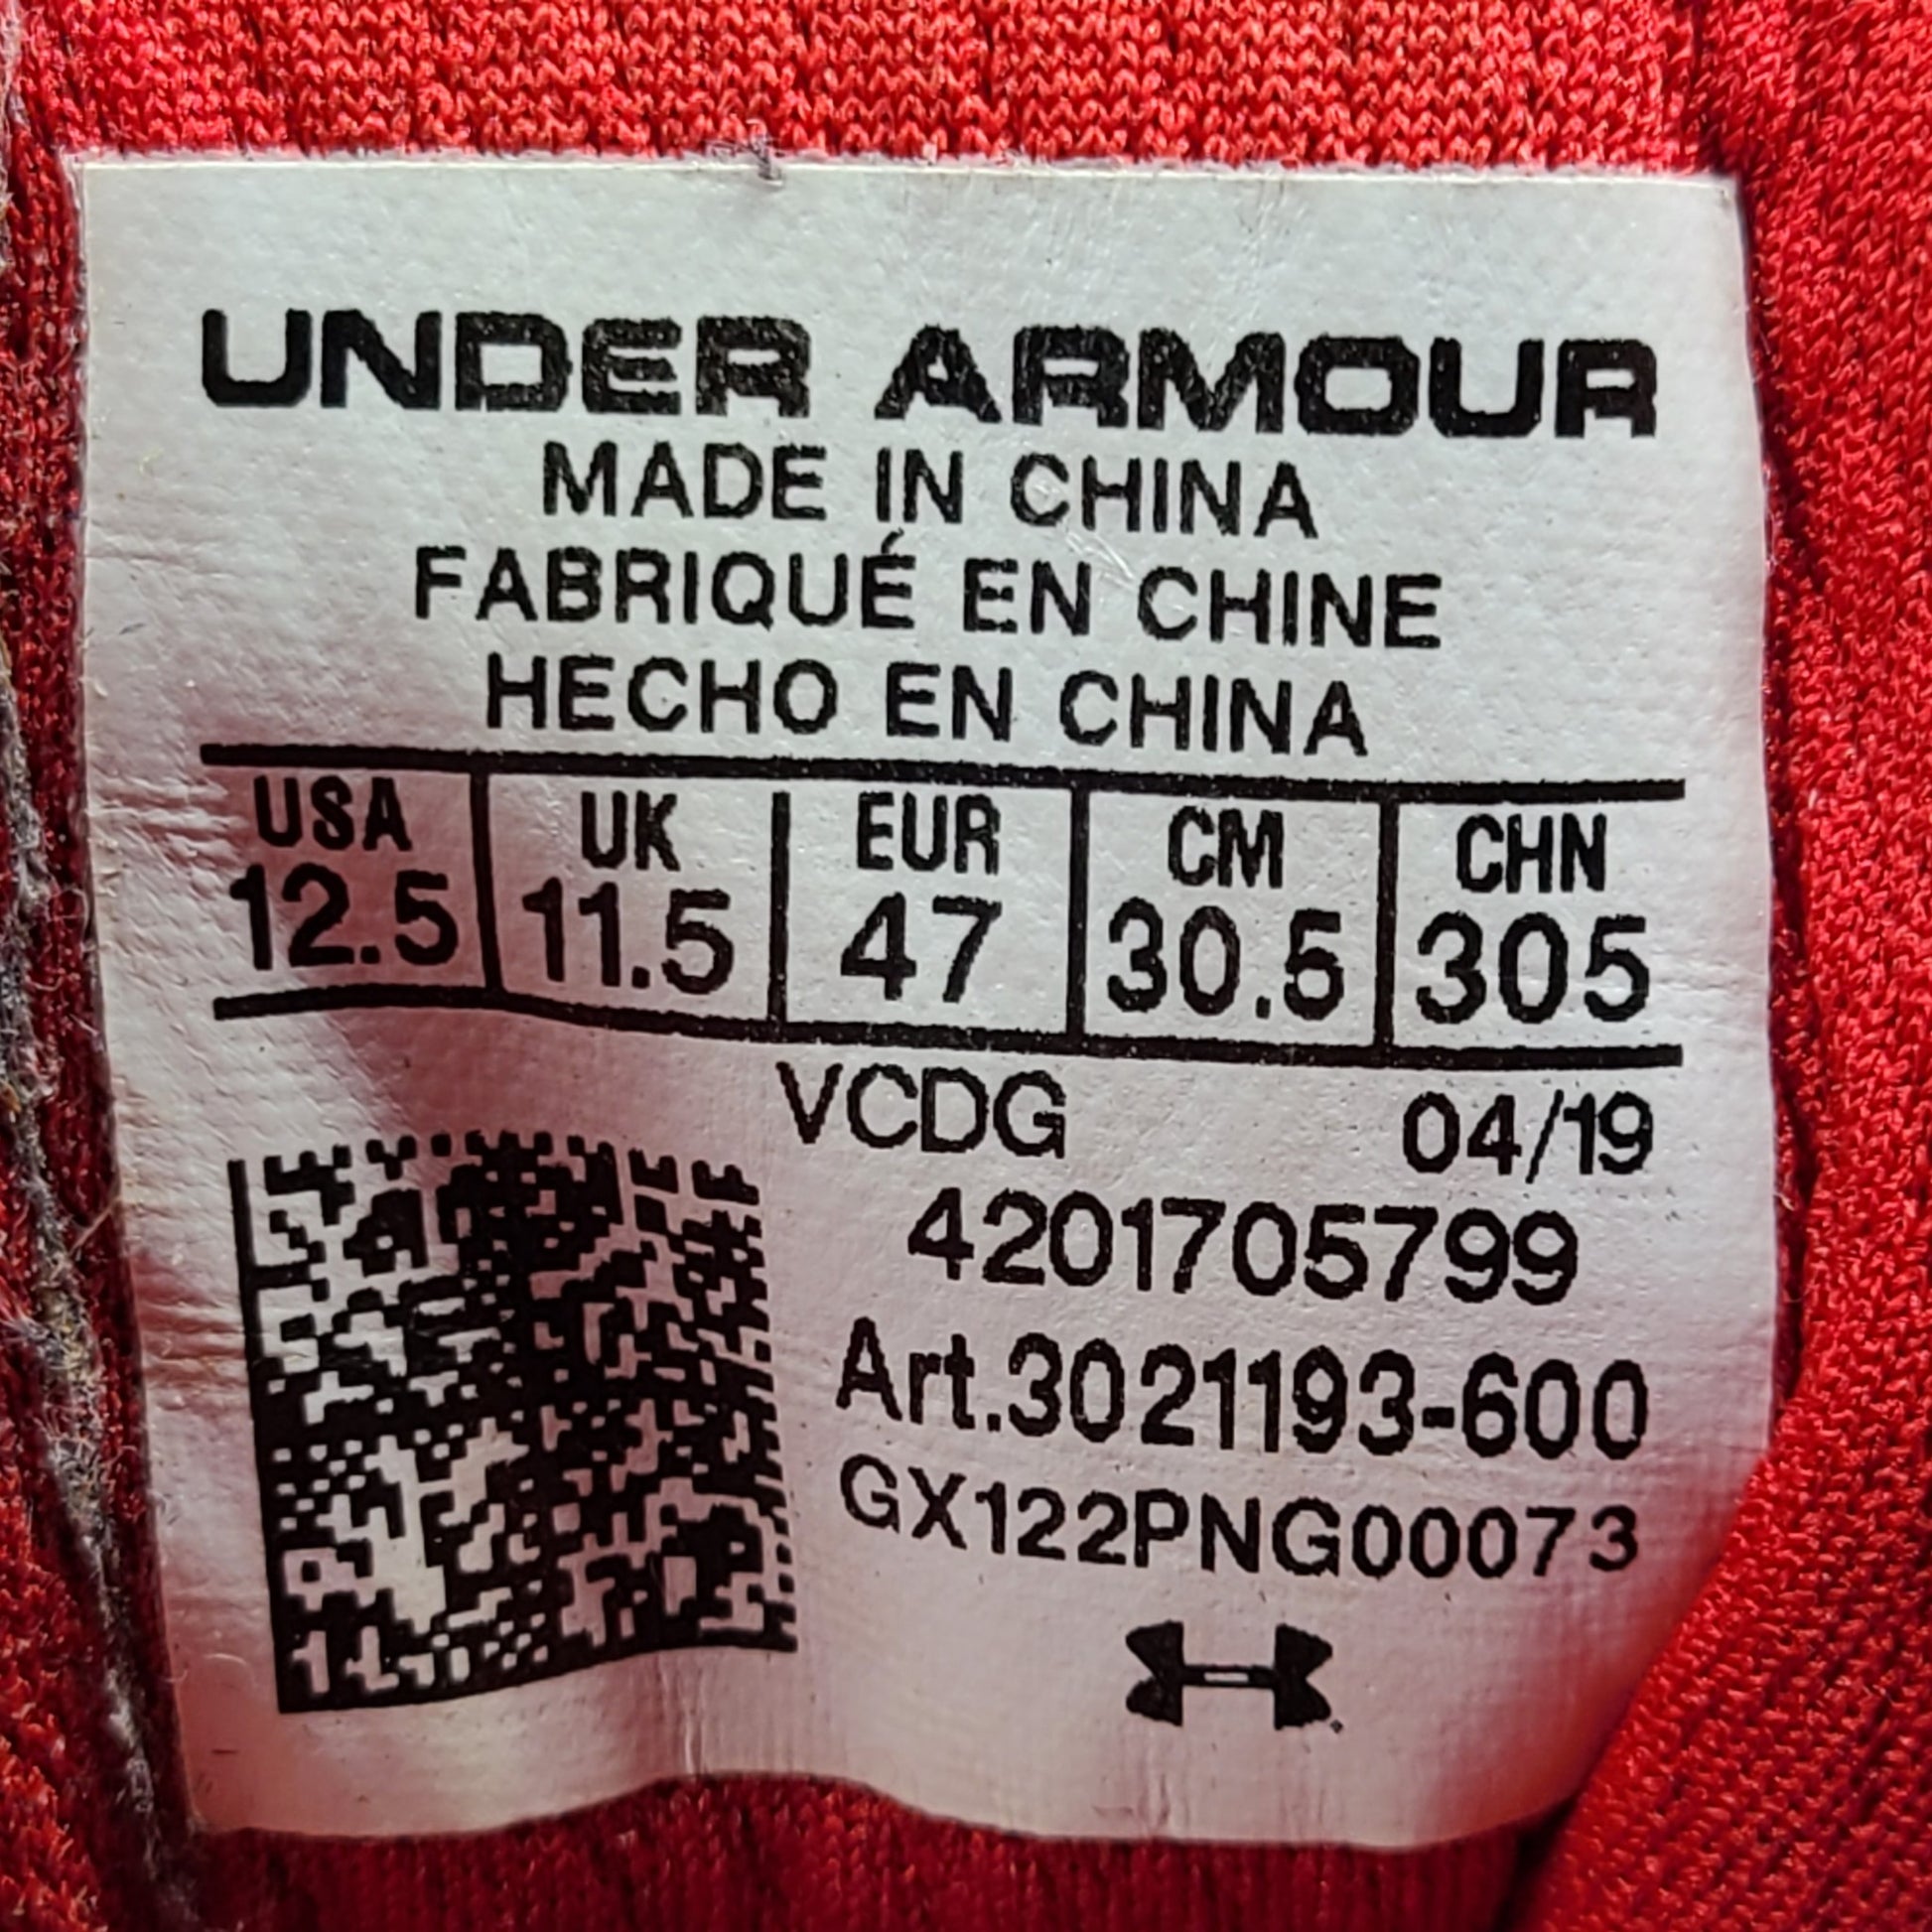 UNDER ARMOUR
MADE IN CHINA
FABRIQUÉ EN CHINE
HECHO EN CHINA
USA UK EUR CM CHN
12.5 11.5 47 30.5 305
VCDG 04/19
4201705799
Art.3021193-600
GX122PNG00073